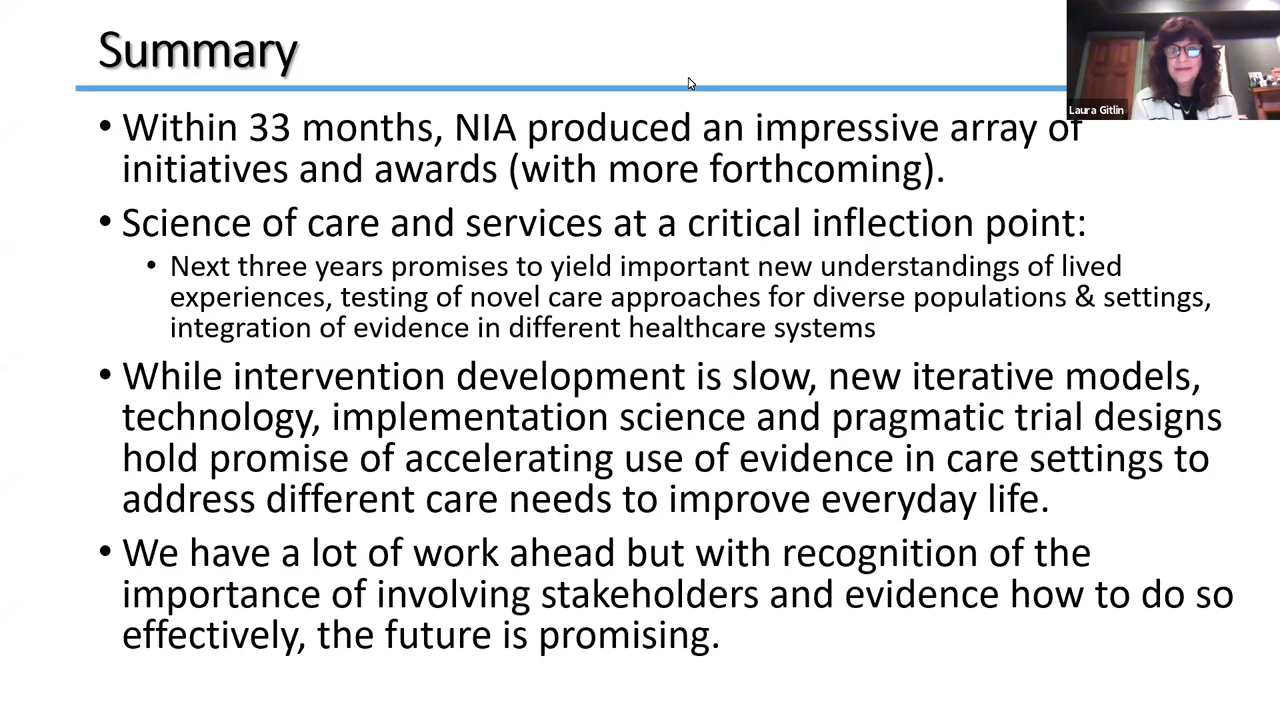 Summary
Laura Gitlin
• Within 33 months, NIA produced an impressive array of
initiatives and awards (with more forthcoming).
• Science of care and services at a critical inflection point:
• Next three years promises to yield important new understandings of lived
experiences, testing of novel care approaches for diverse populations & settings,
integration of evidence in different healthcare systems
• While intervention development is slow, new iterative models,
technology, implementation science and pragmatic trial designs
hold promise of accelerating use of evidence in care settings to
address different care needs to improve everyday life.
• We have a lot of work ahead but with recognition of the
importance of involving stakeholders and evidence how to do so
effectively, the future is promising.